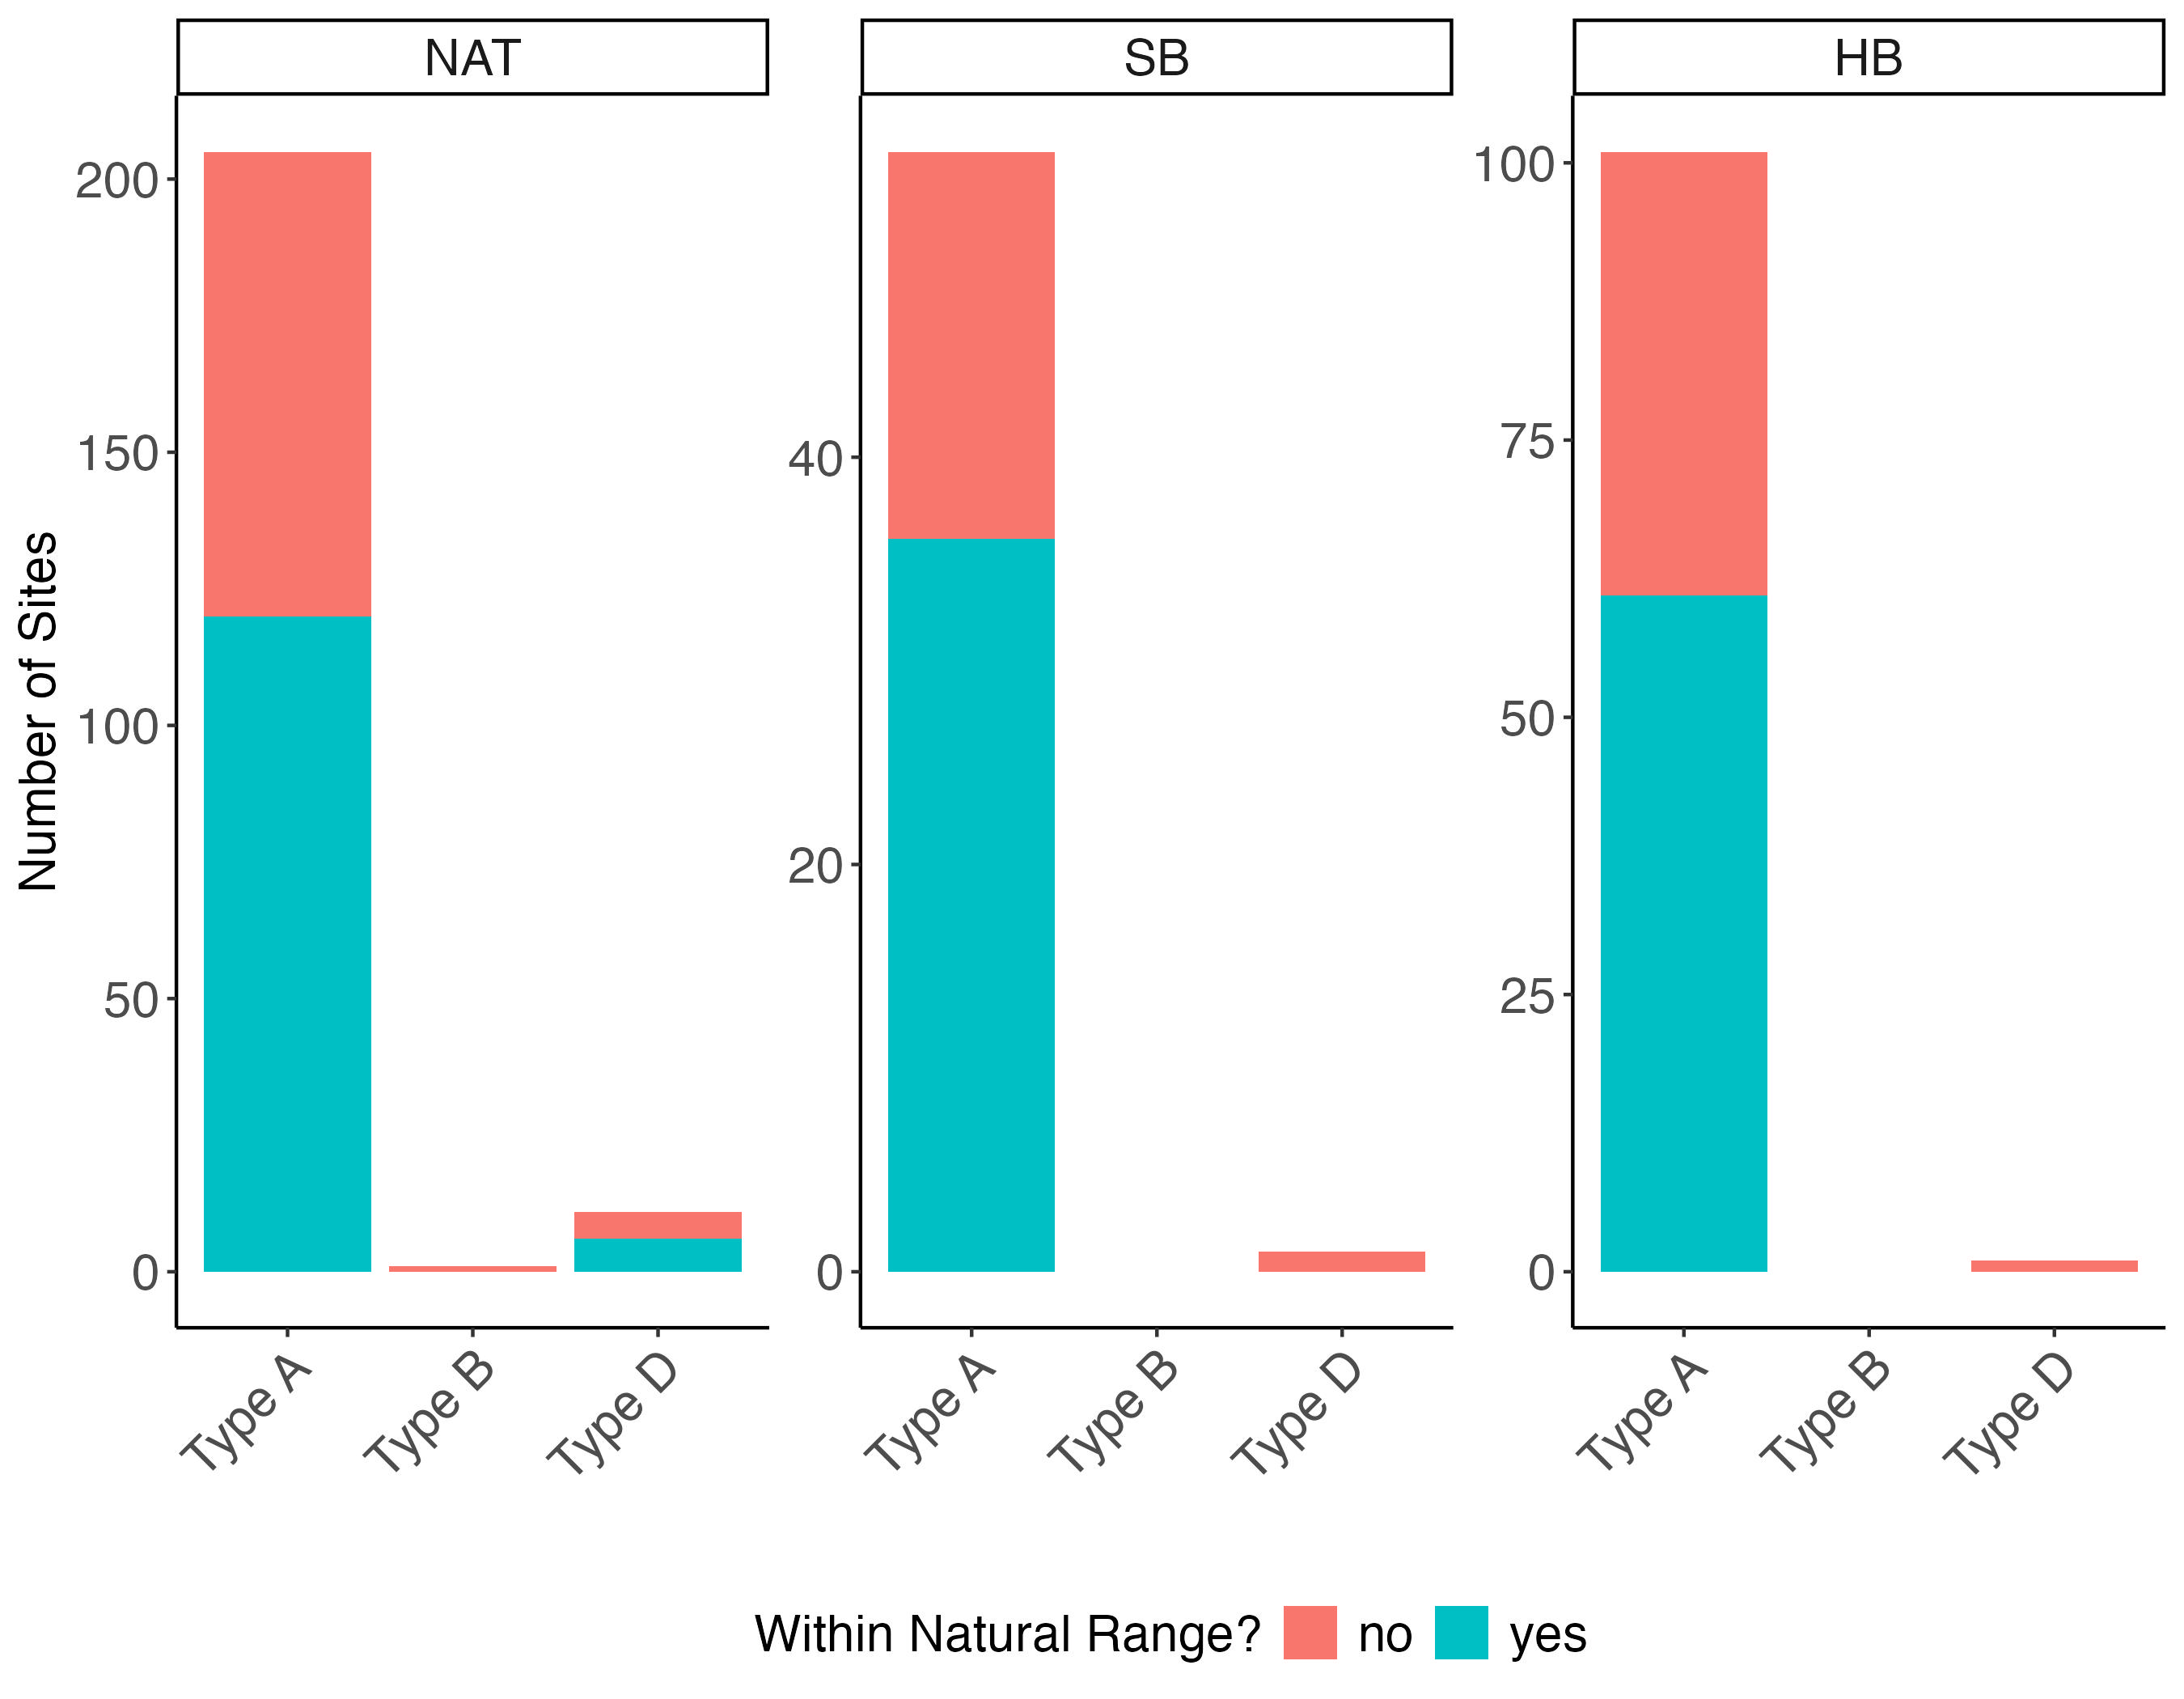 NAT
SB
HB
Number of Sites
200
150
100
50
0
40
20
0
100
75
50
25
0
Type A
Type B
Type D
Type A
Type B
Type D
Type A
Type B
Type D
Within Natural Range? no yes